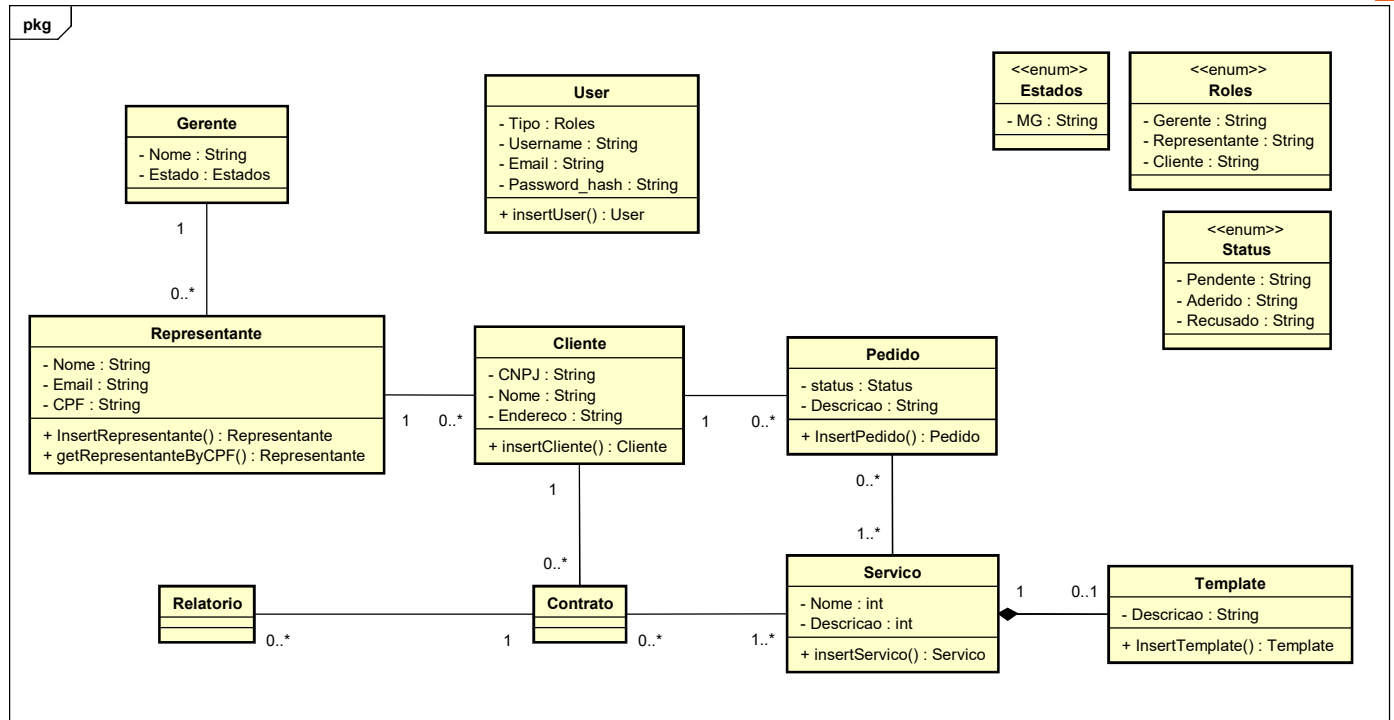 pkg
<<enum>>
Estados
- MG : String
<<enum>>
Roles
- Gerente : String
- Representante : String
- Cliente : String
User
- Tipo : Roles
- Username : String
- Email : String
- Password_hash : String
+ insertUser() : User
Gerente
- Nome : String
- Estado : Estados
<<enum>>
Status
- Pendente : String
- Aderido : String
- Recusado : String
1
0..*
Representante
- Nome : String
- Email : String
- CPF : String
+ InsertRepresentante() : Representante
+ getRepresentanteByCPF() : Representante
1
0..*
Cliente
- CNPJ : String
- Nome : String
- Endereco : String
+ insertCliente() : Cliente
1
0..*
Pedido
- status : Status
- Descricao : String
+ InsertPedido() : Pedido
1
0..*
0..*
1..*
Relatorio
0..*
1
Contrato
0..*
1..*
Servico
- Nome : int
- Descricao : int
+ insertServico() : Servico
1
0..1
Template
- Descricao : String
+ InsertTemplate() : Template